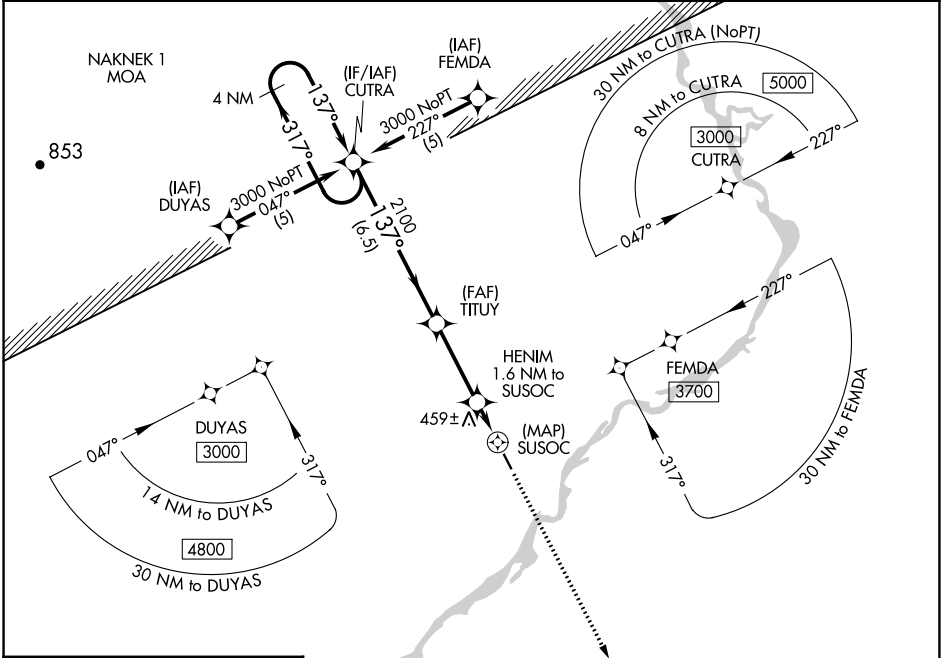 NAKNEK 1
MOA
853
4 NM
137°
317°
(IF/IAF)
CUTRA
(IAF)
FEMDA
3000 NoPT
227°
(5)
(IAF)
DUYAS
3000 NoPT
047°
(5)
2100
137°
(6.5)
(FAF)
TITUY
HENIM
1.6 NM to
SUSOC
459±
(MAP)
SUSOC
30 NM to CUTRA (NoPT)
5000
8 NM to CUTRA
3000
CUTRA
227°
047°
227°
FEMDA
3700
317°
30 NM to FEMDA
047°
DUYAS
3000
317°
14 NM to DUYAS
4800
30 NM to DUYAS